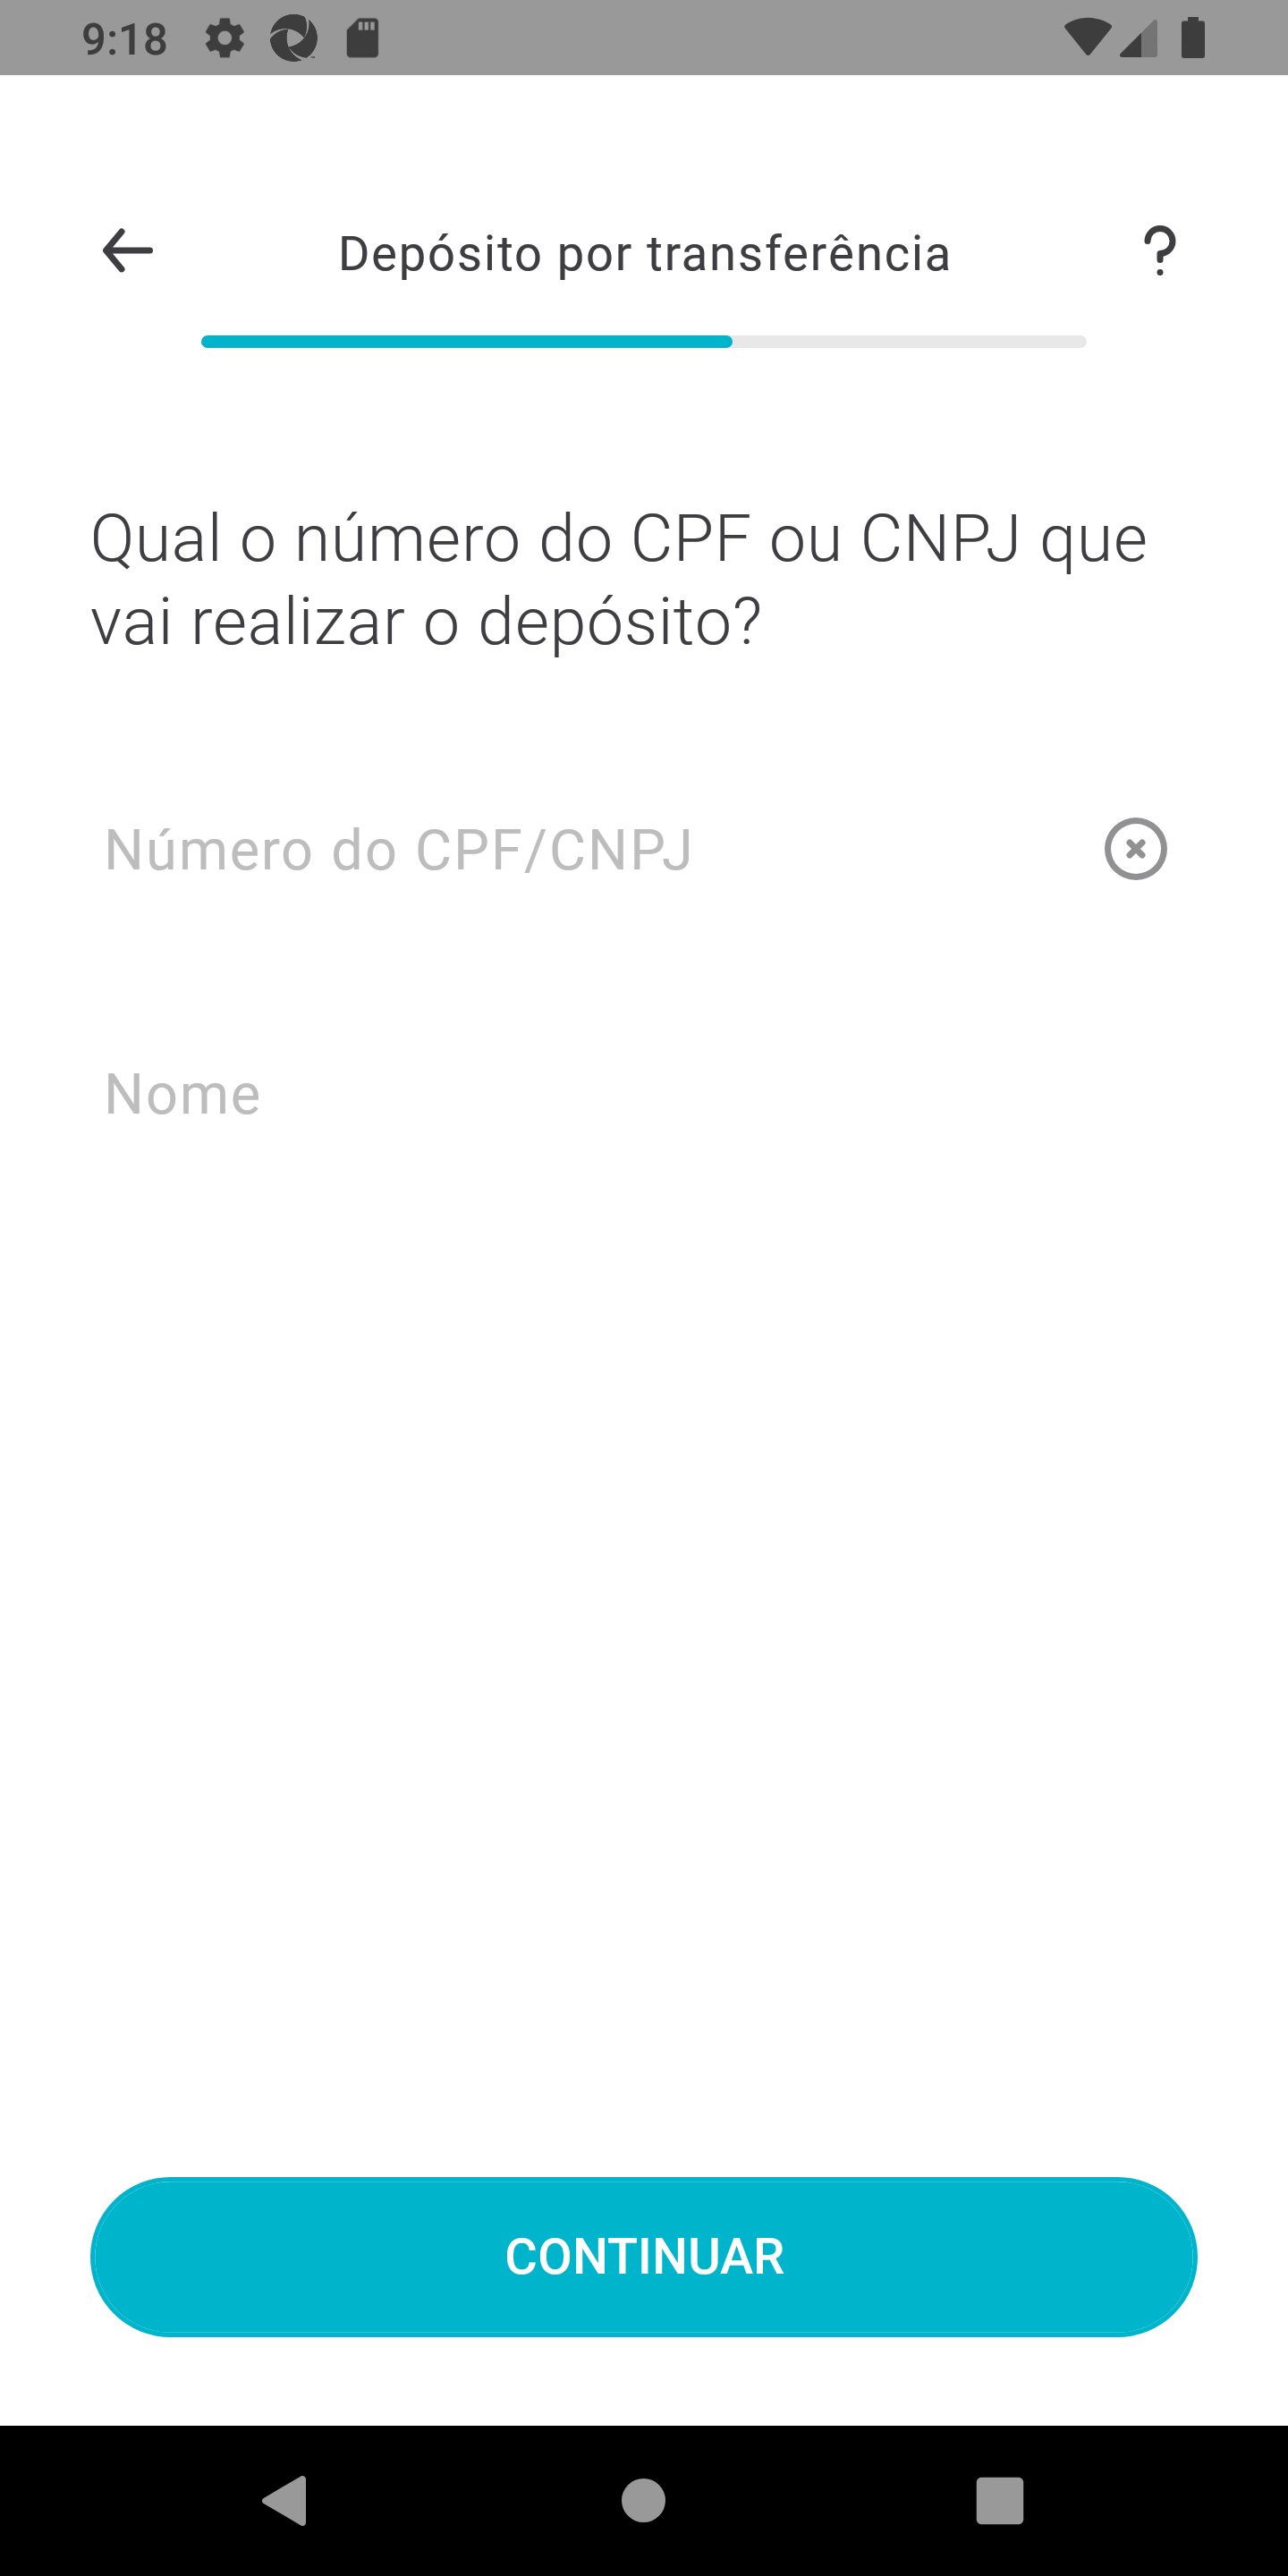 9:18
Depósito por transferência
Qual o número do CPF ou CNPJ que
vai realizar o depósito?
Número do CPF/CNPJ
Nome
CONTINUAR